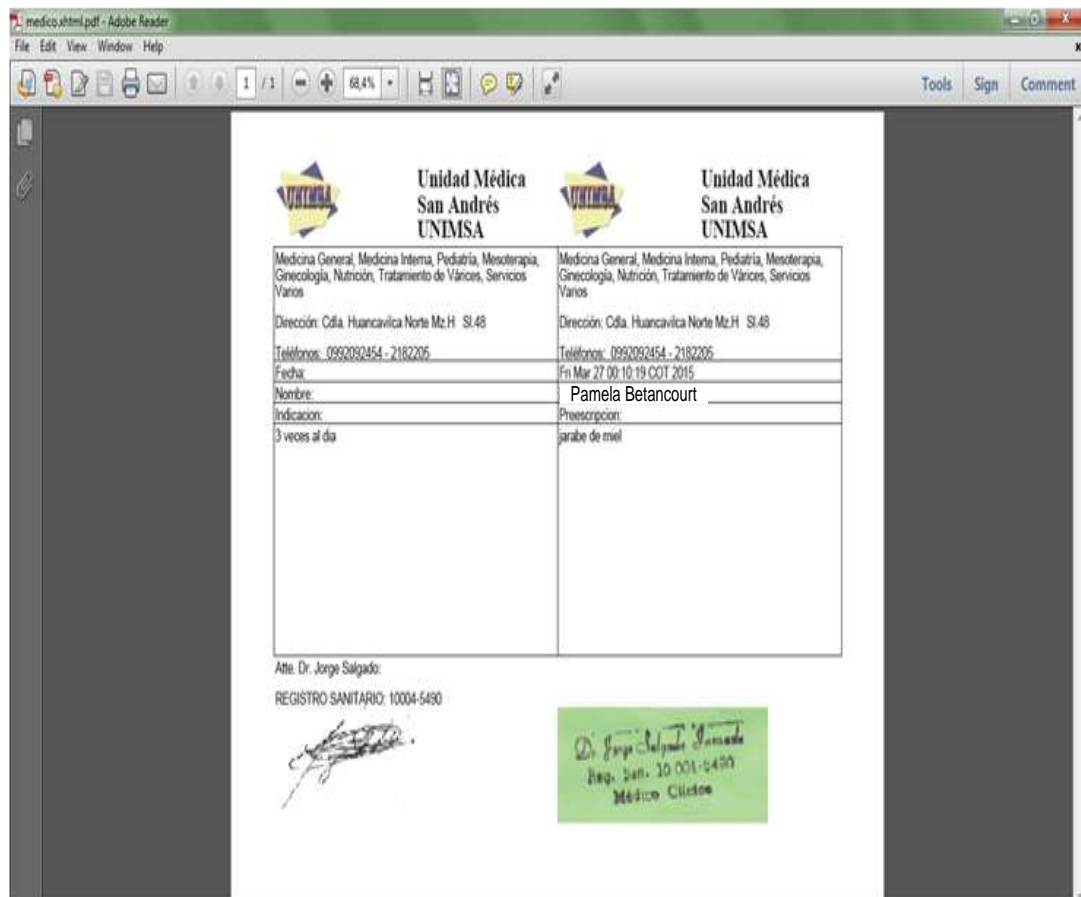 medico.xhtml.pdf - Adobe Reader
File Edit View Window Help
1 / 1 68,4% Tools Sign Comment
UNIMSA
Unidad Médica
San Andrés
UNIMSA
UNIMSA
Unidad Médica
San Andrés
UNIMSA
Medicina General, Medicina Interna, Pediatría, Mesoterapia,
Ginecología, Nutrición, Tratamiento de Várices, Servicios
Varios
Dirección: Cdla. Huancavilca Norte Mz.H Sl.48
Teléfonos: 0992092454 - 2182205
Medicina General, Medicina Interna, Pediatría, Mesoterapia,
Ginecología, Nutrición, Tratamiento de Várices, Servicios
Varios
Dirección: Cdla. Huancavilca Norte Mz.H Sl.48
Teléfonos: 0992092454 - 2182205
Fecha: Fri Mar 27 00:10:19 COT 2015
Nombre: Pamela Betancourt
Indicacion: Preescripcion:
3 veces al dia jarabe de miel
Atte. Dr. Jorge Salgado:
REGISTRO SANITARIO: 10004-5490
Dr. Jorge Salgado
Reg. San. 10 001-5490
Médico Clínico